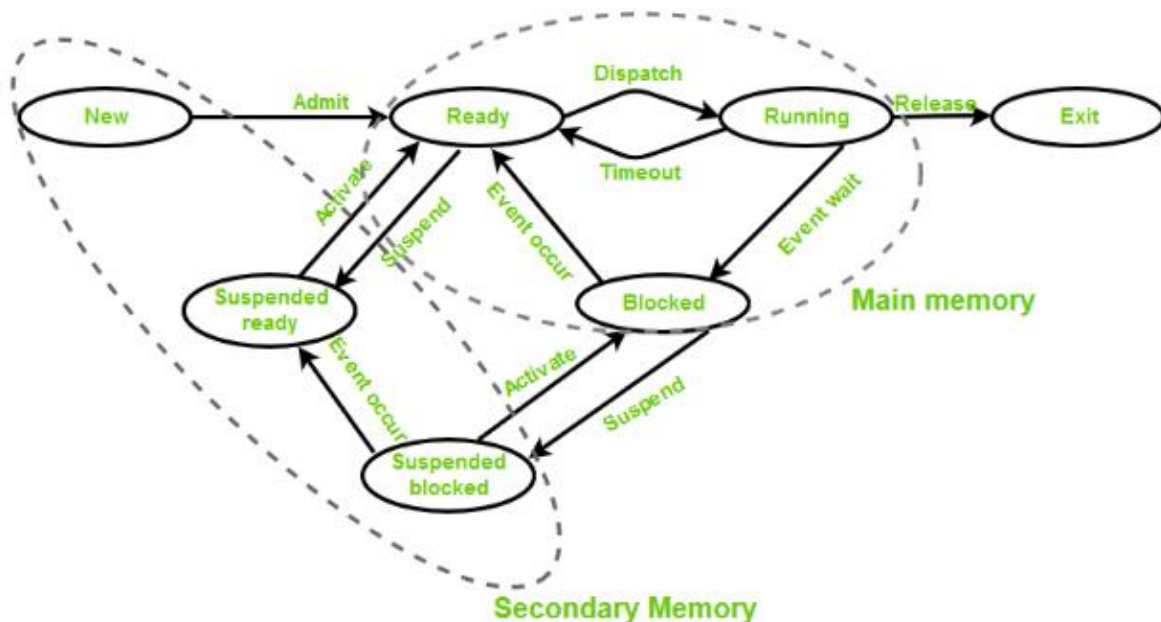 Dispatch
Admit
Release
New
Ready
Running
Exit
Timeout
Activate
Suspend
Event occur
Event wait
Suspended
ready
Blocked
Main memory
Event occur
Activate
Suspend
Suspended
blocked
Secondary Memory